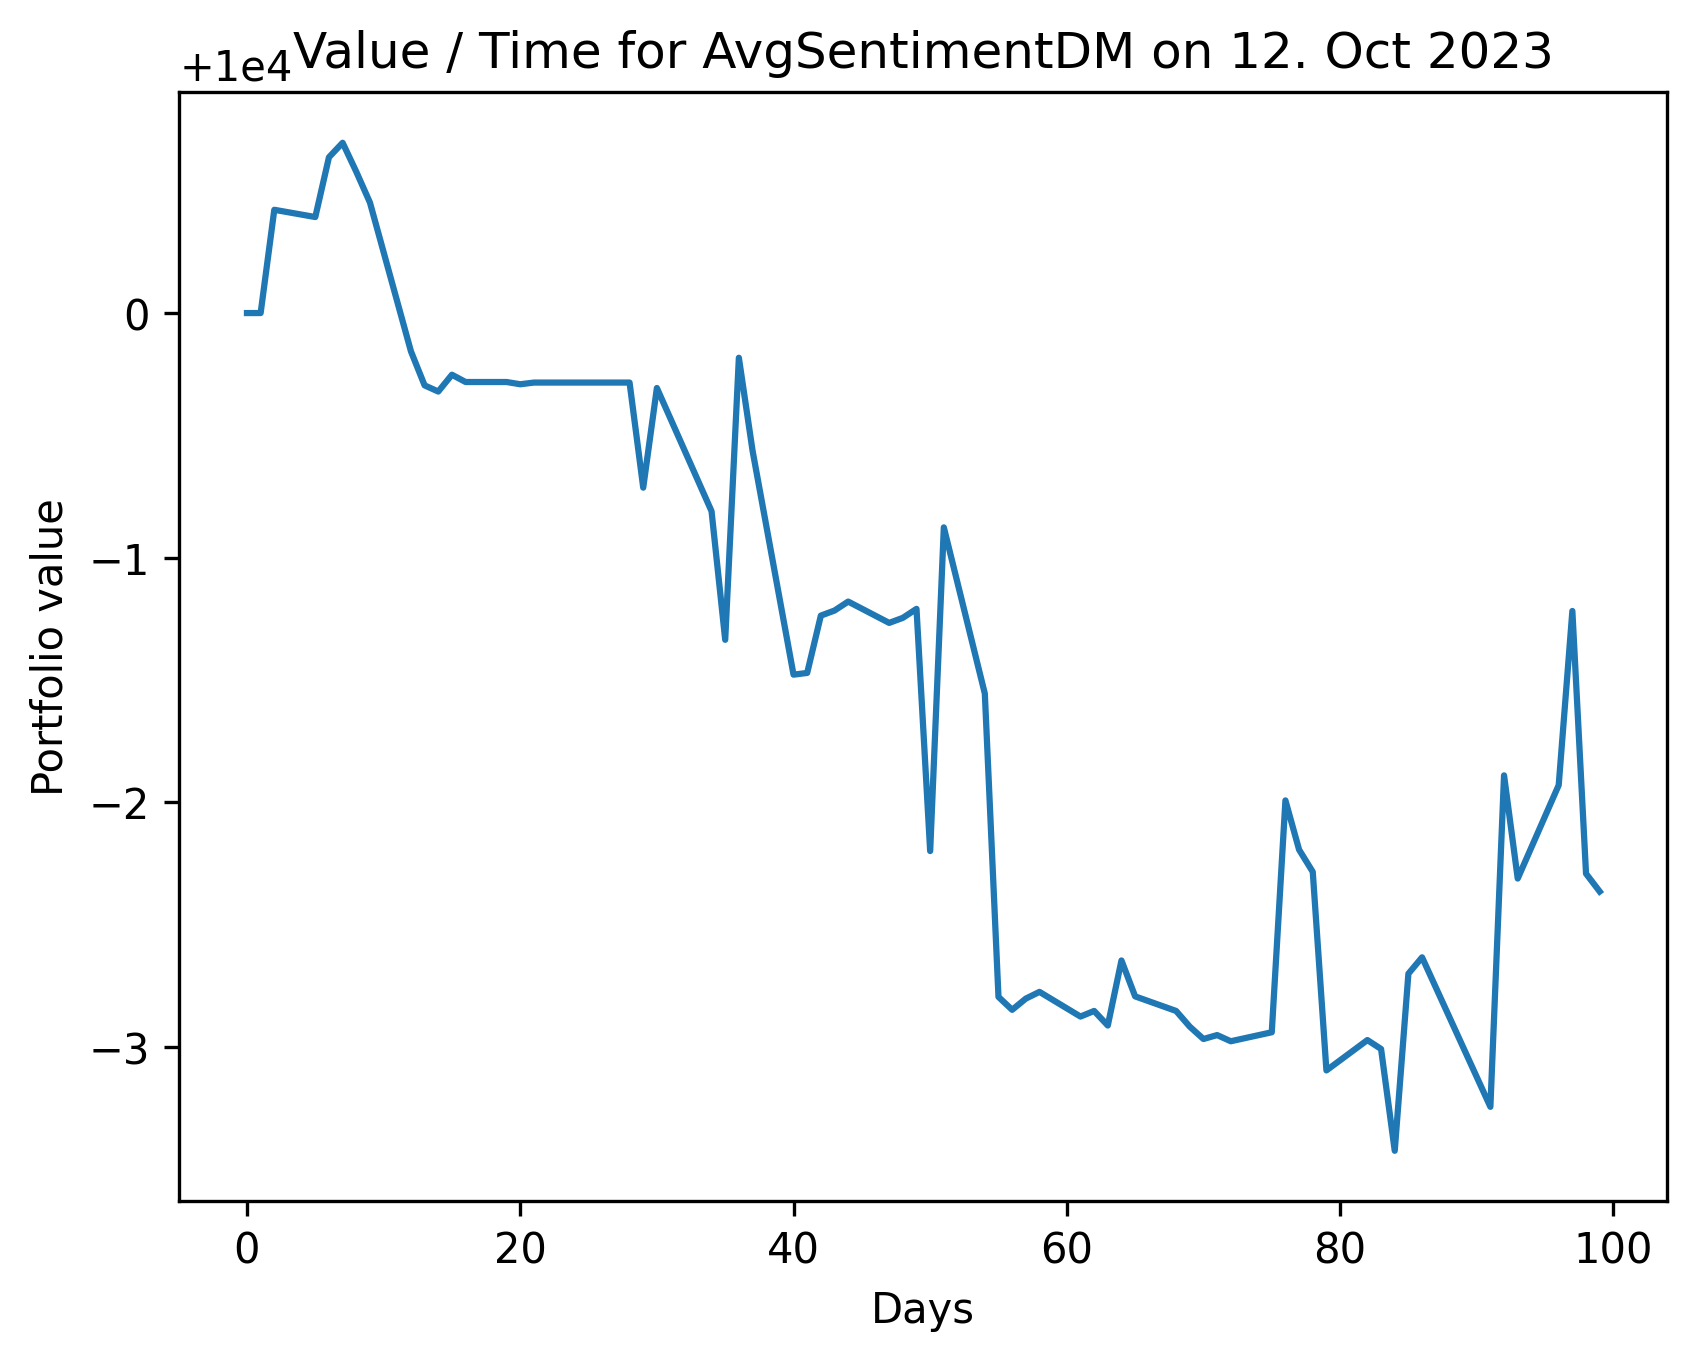 Value / Time for AvgSentimentDM on 12. Oct 2023
+1e4
0
−1
−2
−3
Portfolio value
0 20 40 60 80 100
Days